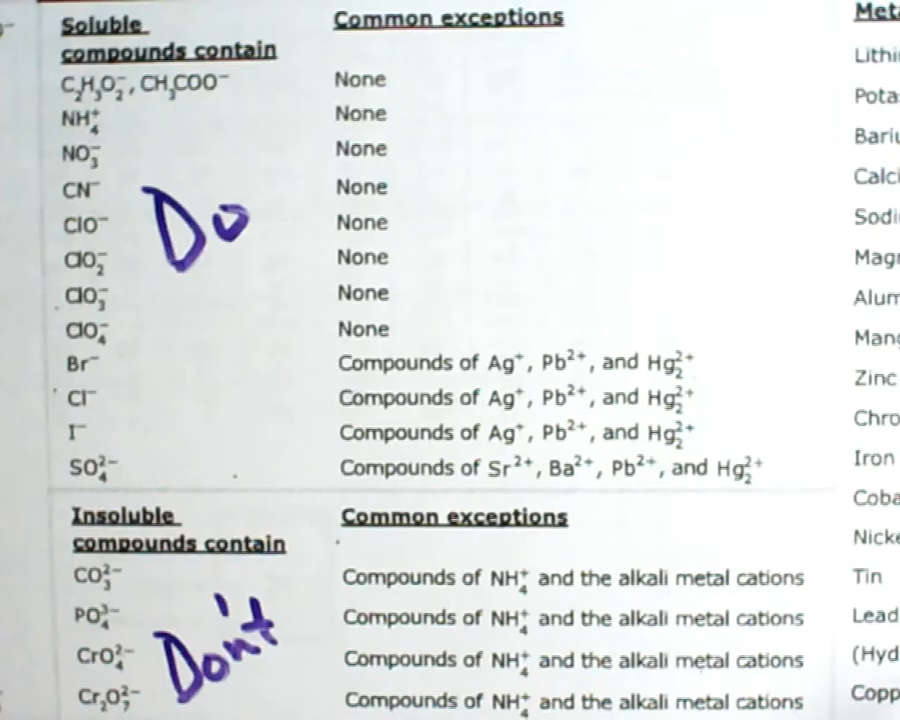 Soluble compounds contain Common exceptions
C₂H₃O₂⁻, CH₃COO⁻ None
NH₄⁺ None
NO₃⁻ None
CN⁻ None
ClO⁻ None
ClO₂⁻ None
ClO₃⁻ None
ClO₄⁻ None
Br⁻ Compounds of Ag⁺, Pb²⁺, and Hg₂²⁺
Cl⁻ Compounds of Ag⁺, Pb²⁺, and Hg₂²⁺
I⁻ Compounds of Ag⁺, Pb²⁺, and Hg₂²⁺
SO₄²⁻ Compounds of Sr²⁺, Ba²⁺, Pb²⁺, and Hg₂²⁺
Do
Insoluble compounds contain Common exceptions
CO₃²⁻ Compounds of NH₄⁺ and the alkali metal cations
PO₄³⁻ Compounds of NH₄⁺ and the alkali metal cations
CrO₄²⁻ Compounds of NH₄⁺ and the alkali metal cations
Cr₂O₇²⁻ Compounds of NH₄⁺ and the alkali metal cations
Don't
Meta
Lithi
Pota
Bari
Calci
Sodi
Magn
Alum
Mang
Zinc
Chro
Iron
Coba
Nicke
Tin
Lead
(Hyd
Copp